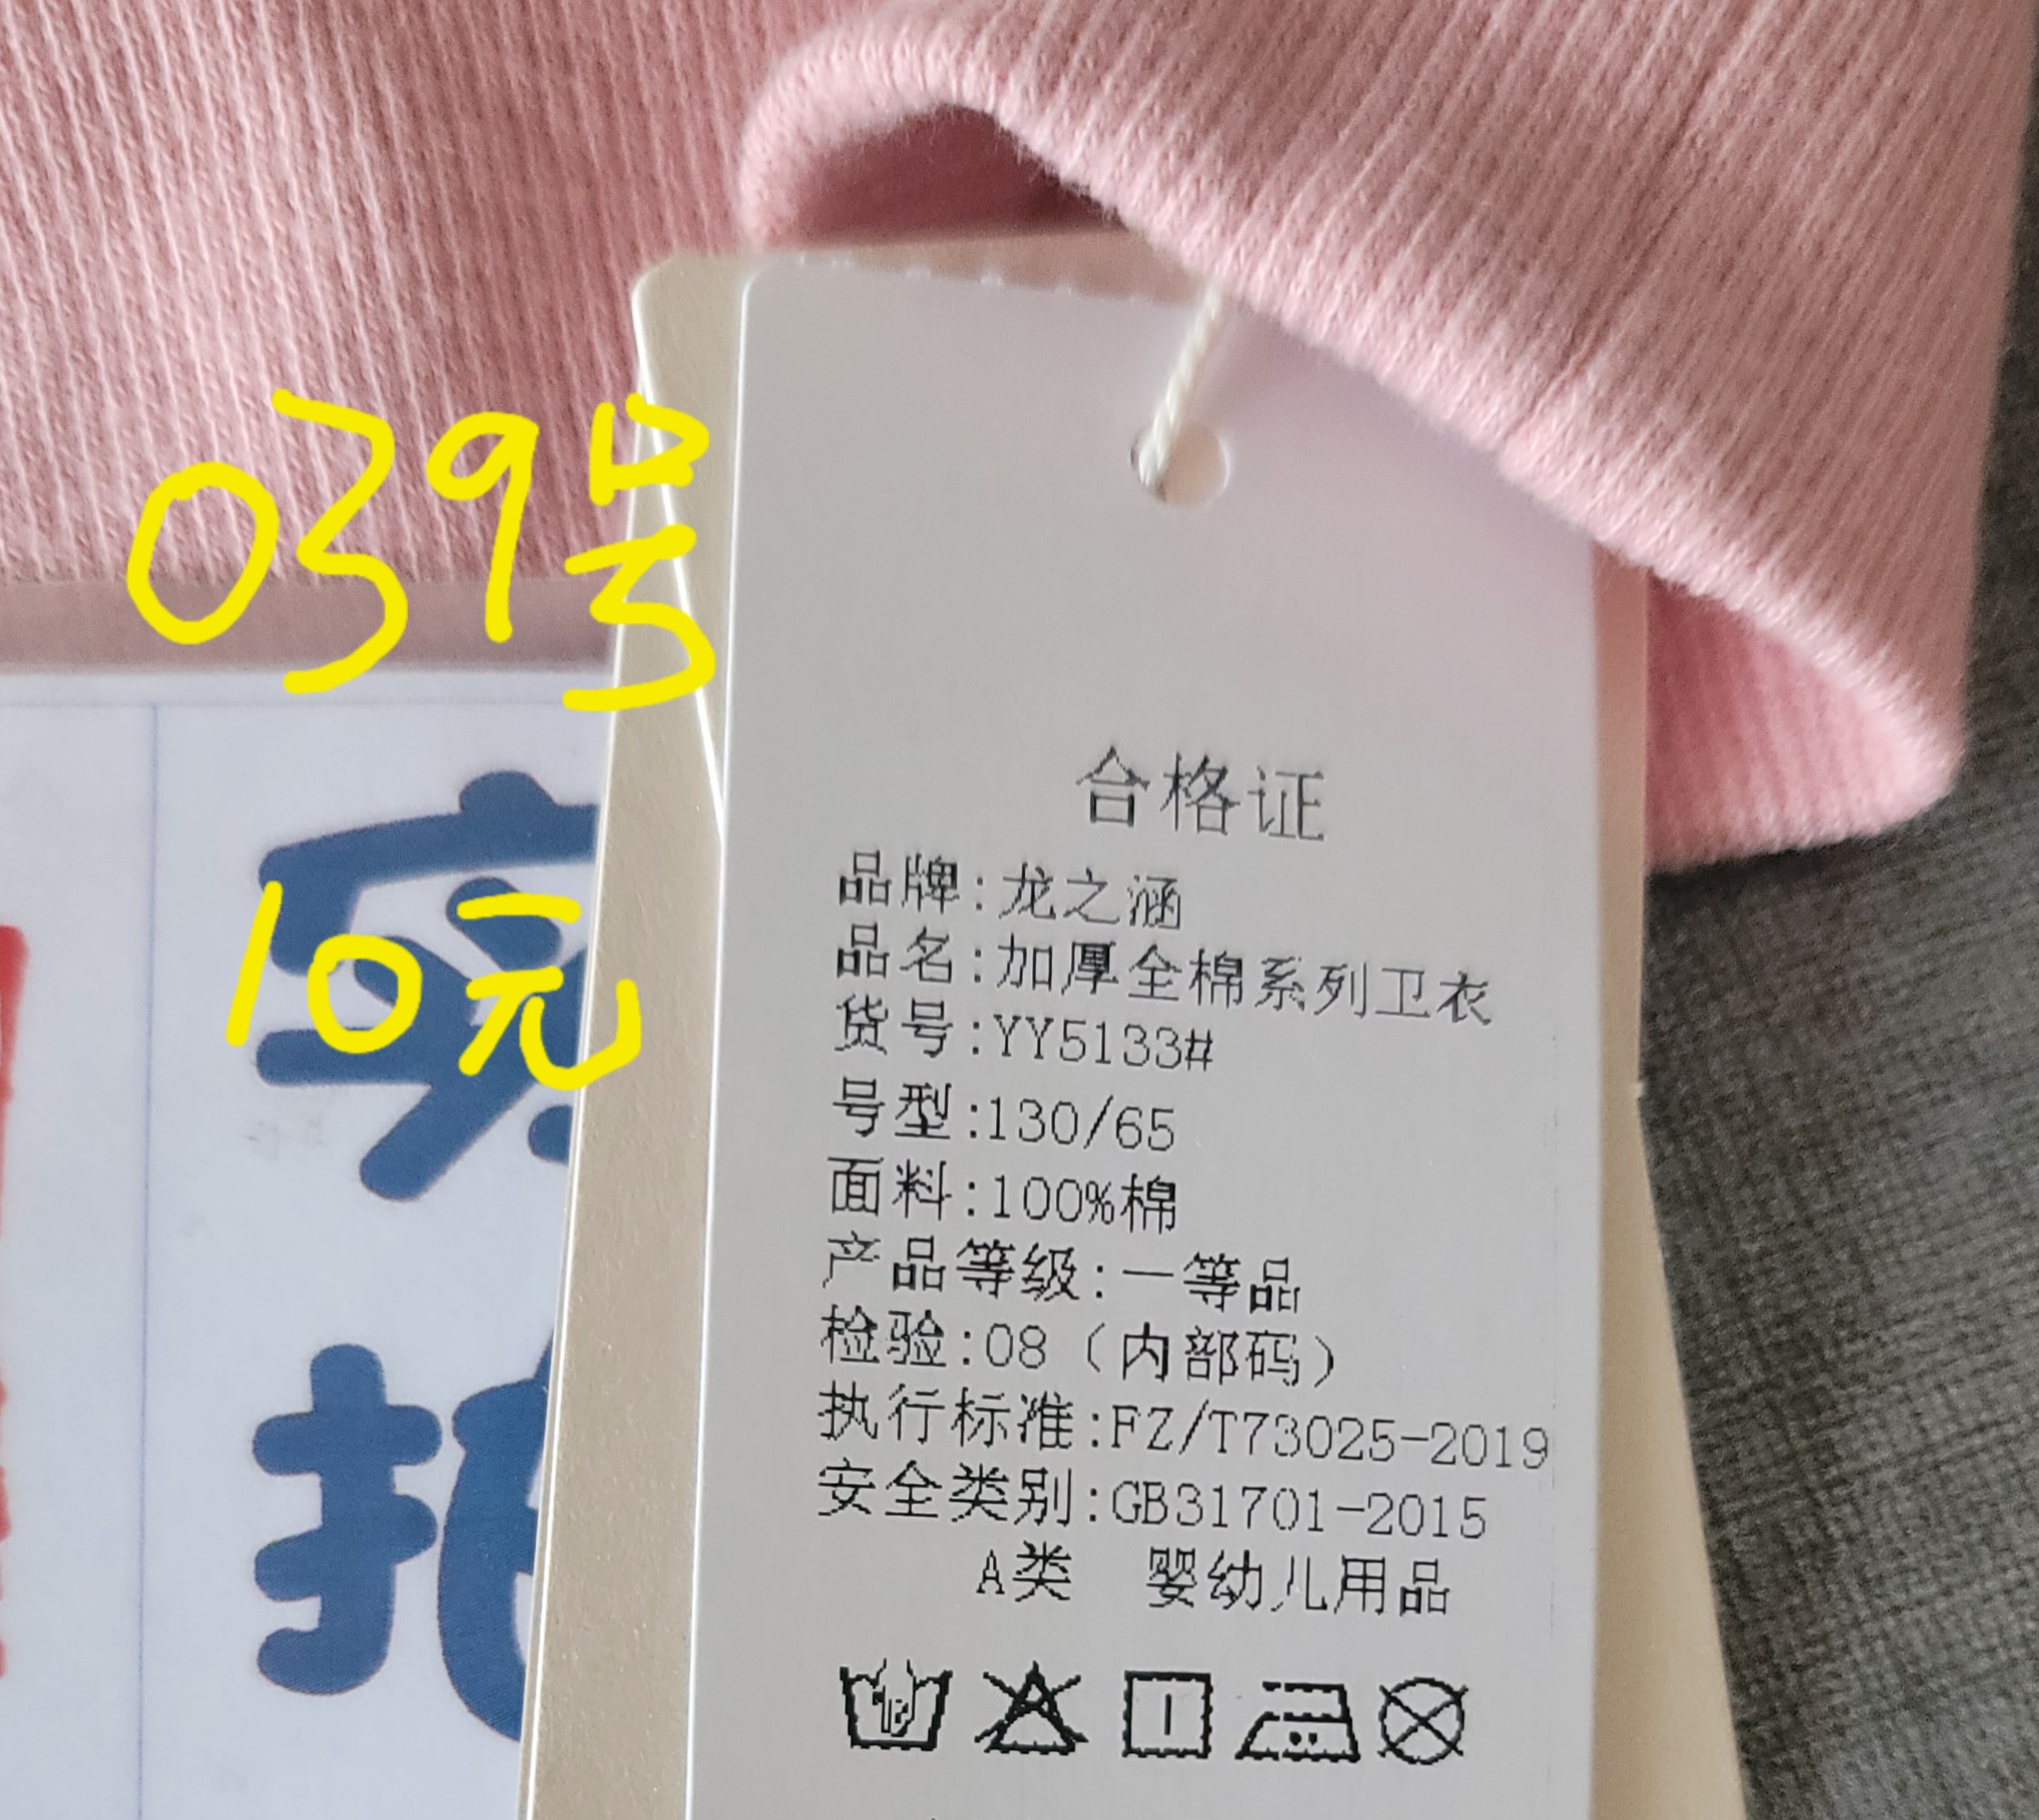 039号
10元
实
拍
合格证
品牌:龙之涵
品名:加厚全棉系列卫衣
货号:YY5133#
号型:130/65
面料:100%棉
产品等级:一等品
检验:08（内部码）
执行标准:FZ/T73025-2019
安全类别:GB31701-2015
A类 婴幼儿用品